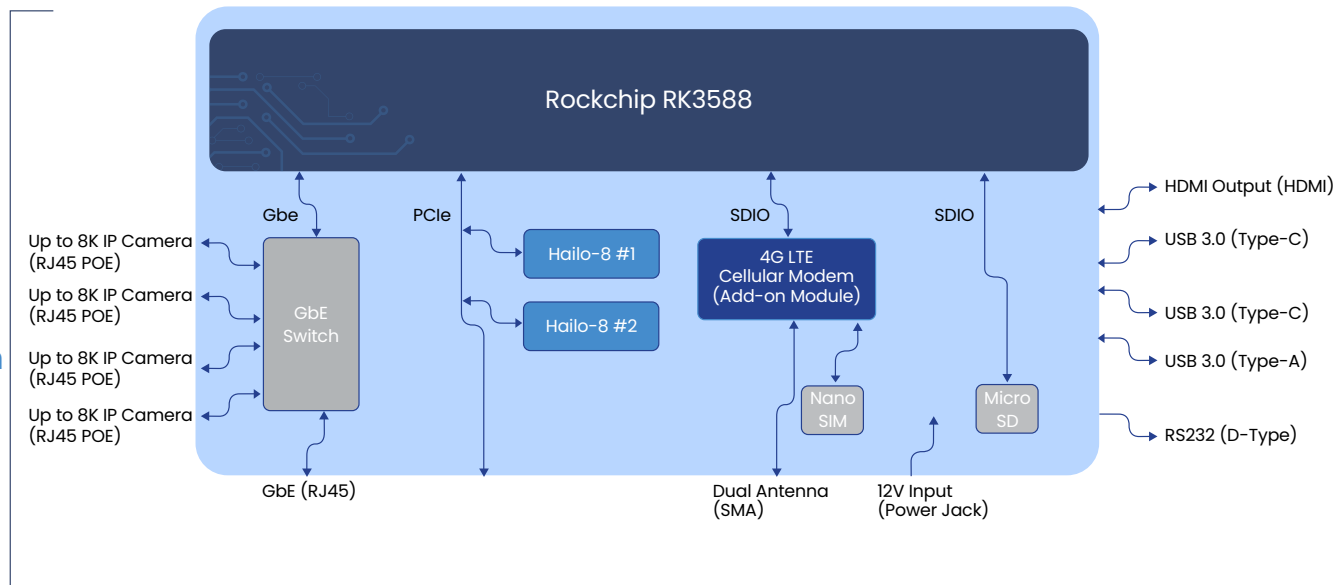 Rockchip RK3588
Gbe
PCIe
SDIO
SDIO
Up to 8K IP Camera
(RJ45 POE)
Up to 8K IP Camera
(RJ45 POE)
Up to 8K IP Camera
(RJ45 POE)
Up to 8K IP Camera
(RJ45 POE)
GbE
Switch
Hailo-8 #1
Hailo-8 #2
4G LTE
Cellular Modem
(Add-on Module)
Nano
SIM
Micro
SD
HDMI Output (HDMI)
USB 3.0 (Type-C)
USB 3.0 (Type-C)
USB 3.0 (Type-A)
RS232 (D-Type)
GbE (RJ45)
Dual Antenna
(SMA)
12V Input
(Power Jack)